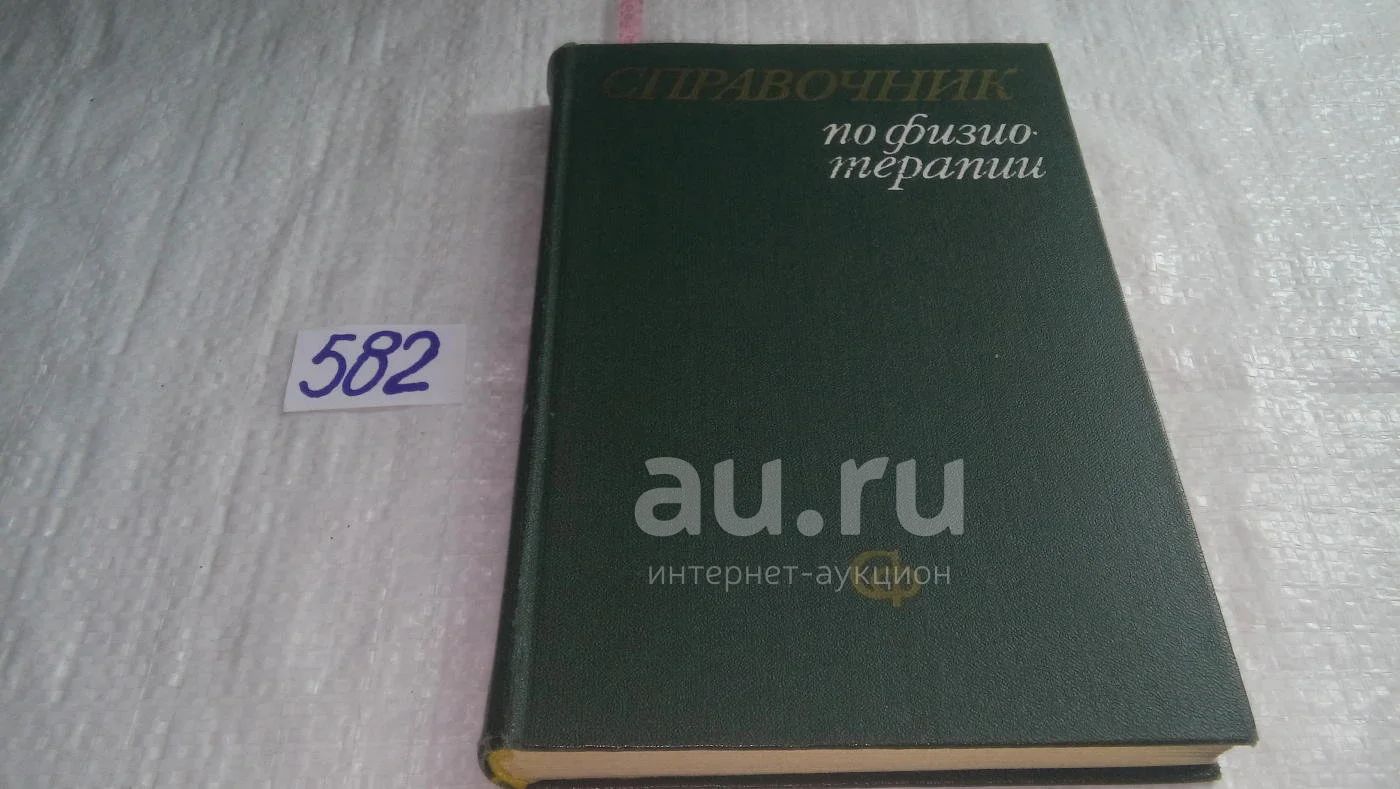 СПРАВОЧНИК
по физио-
терапии
582
au.ru
интернет-аукцион